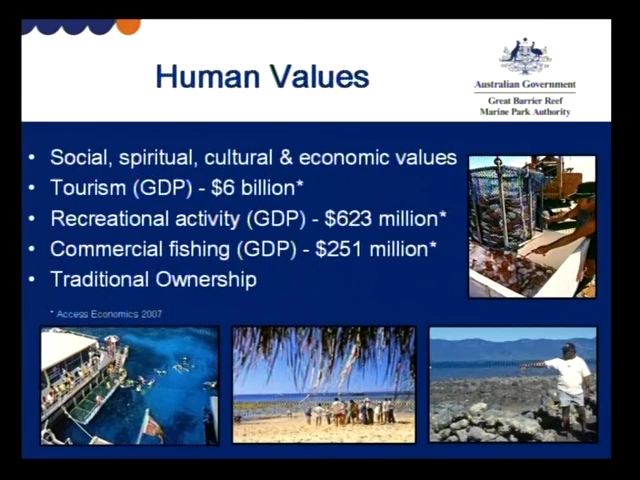 Human Values
Australian Government
Great Barrier Reef
Marine Park Authority
• Social, spiritual, cultural & economic values
• Tourism (GDP) - $6 billion*
• Recreational activity (GDP) - $623 million*
• Commercial fishing (GDP) - $251 million*
• Traditional Ownership
* Access Economics 2007